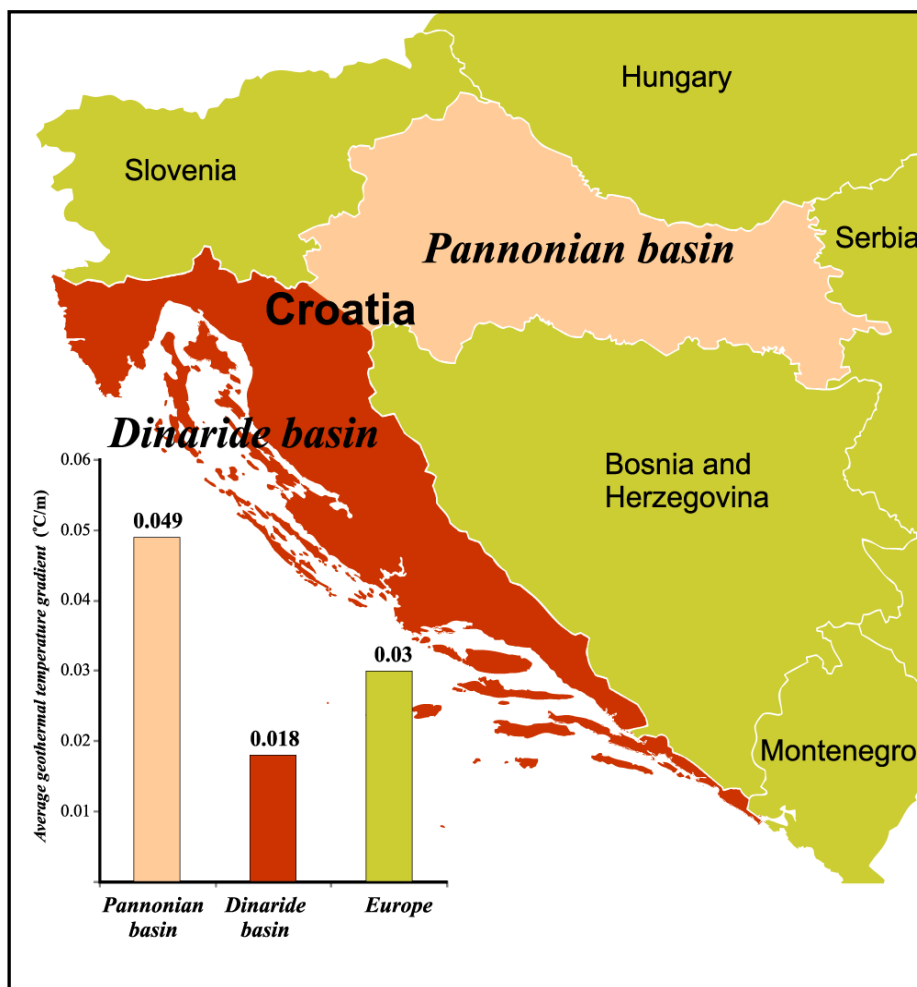 Hungary
Slovenia
Serbia
Pannonian basin
Croatia
Dinaride basin
Bosnia and
Herzegovina
Montenegro
Average geothermal temperature gradient (°C/m)
0.06
0.05
0.04
0.03
0.02
0.01
0.049
0.018
0.03
Pannonian
basin
Dinaride
basin
Europe